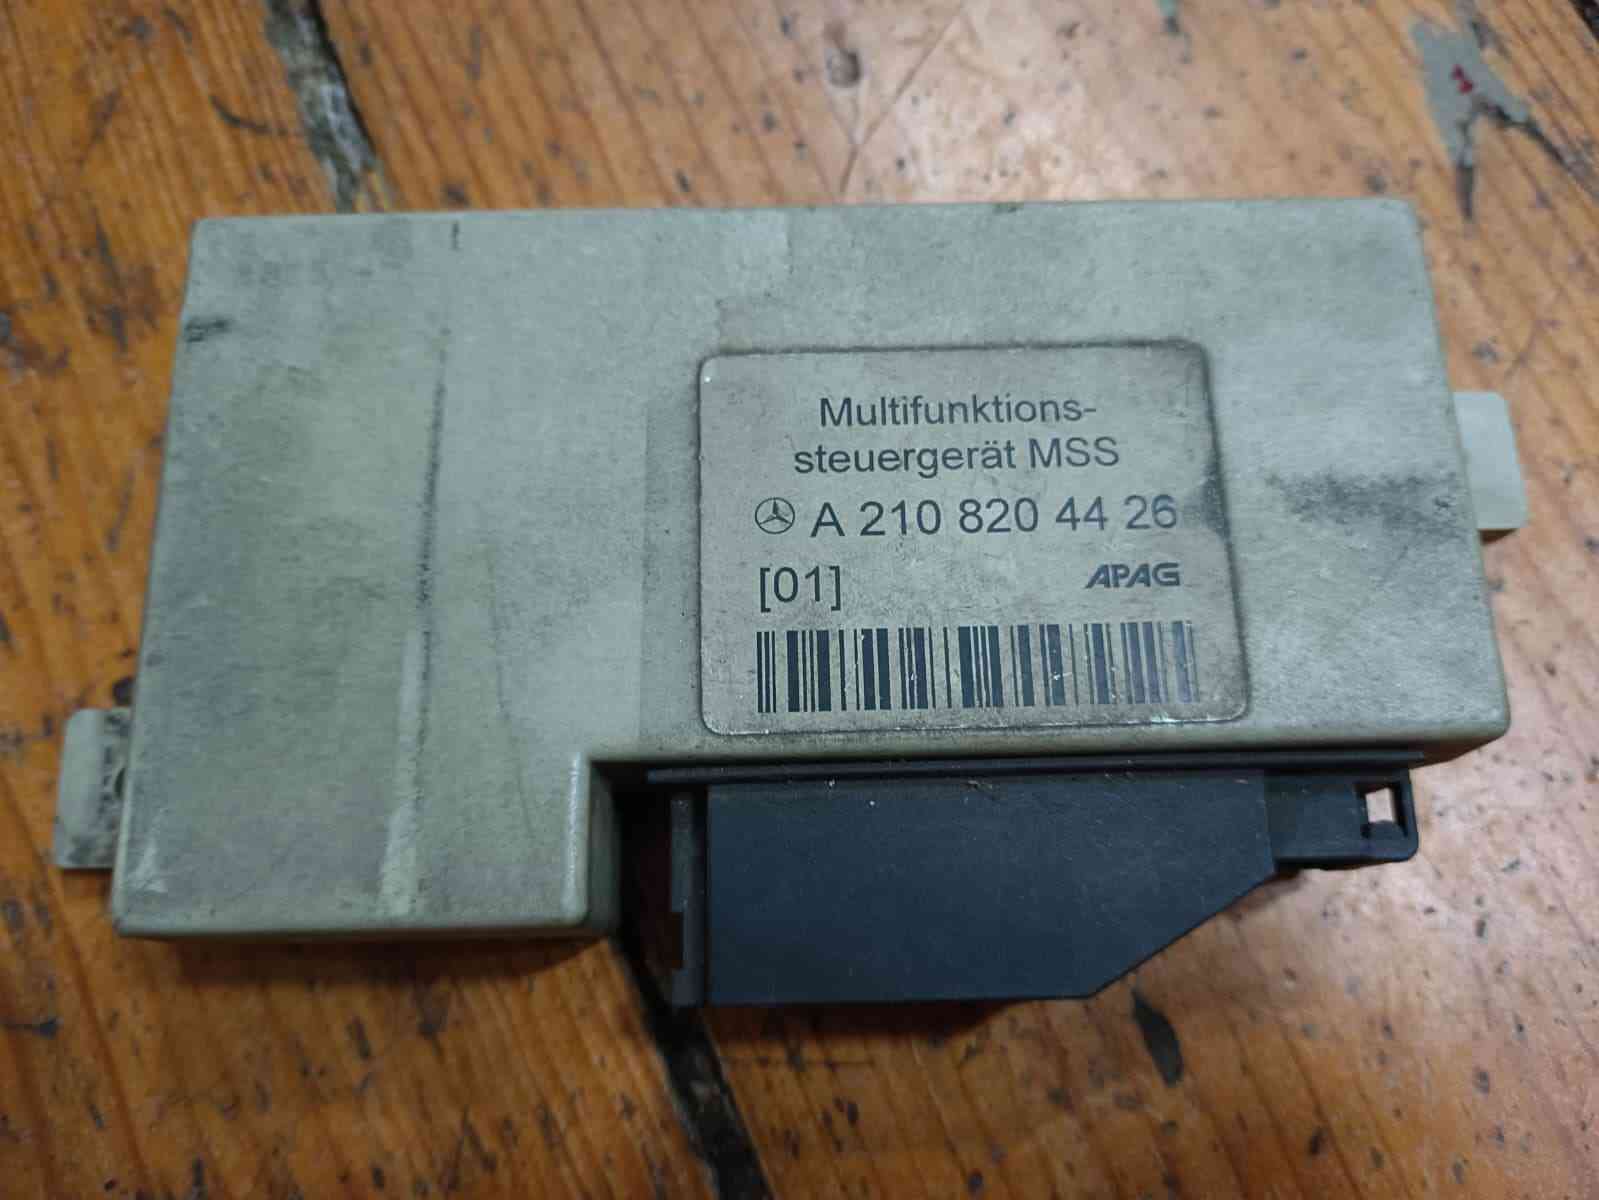 Multifunktions-
steuergerät MSS
A 210 820 44 26
[01] APAG